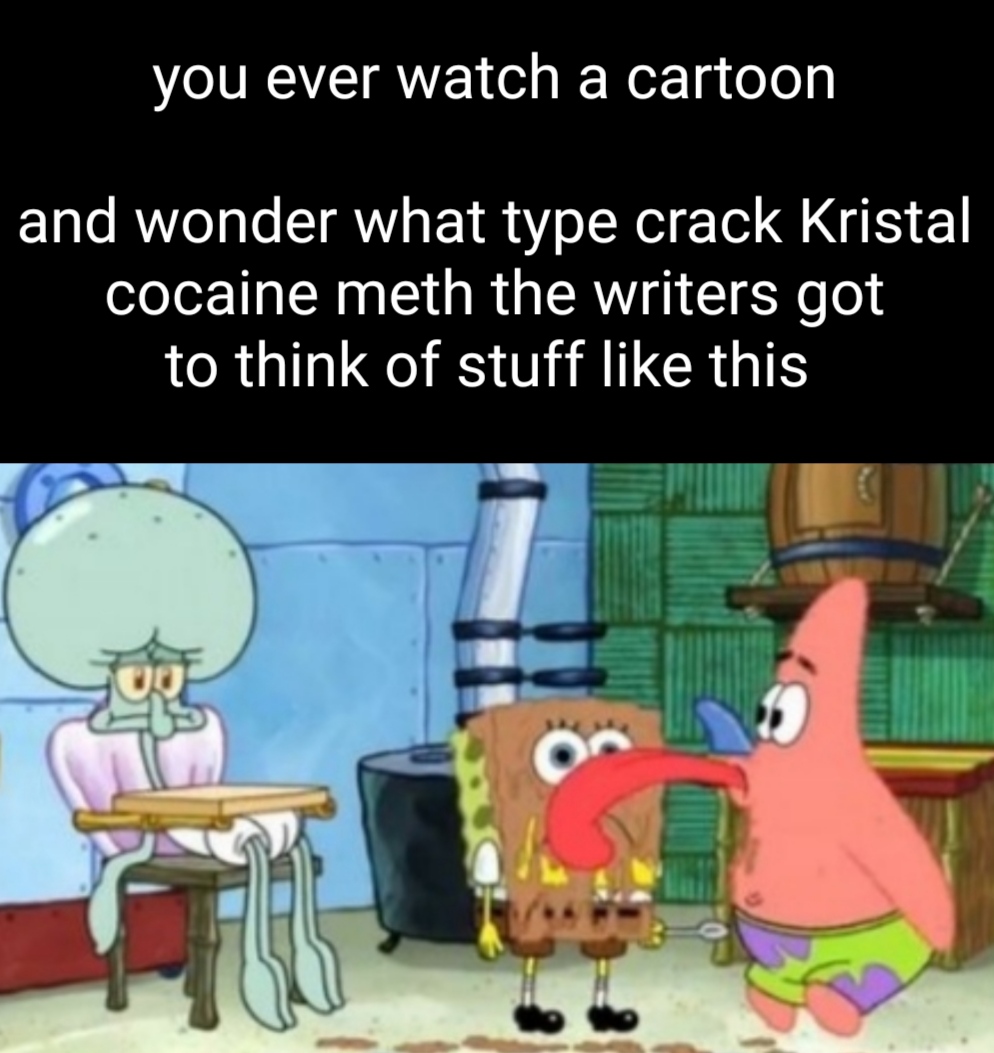 you ever watch a cartoon
and wonder what type crack Kristal
cocaine meth the writers got
to think of stuff like this